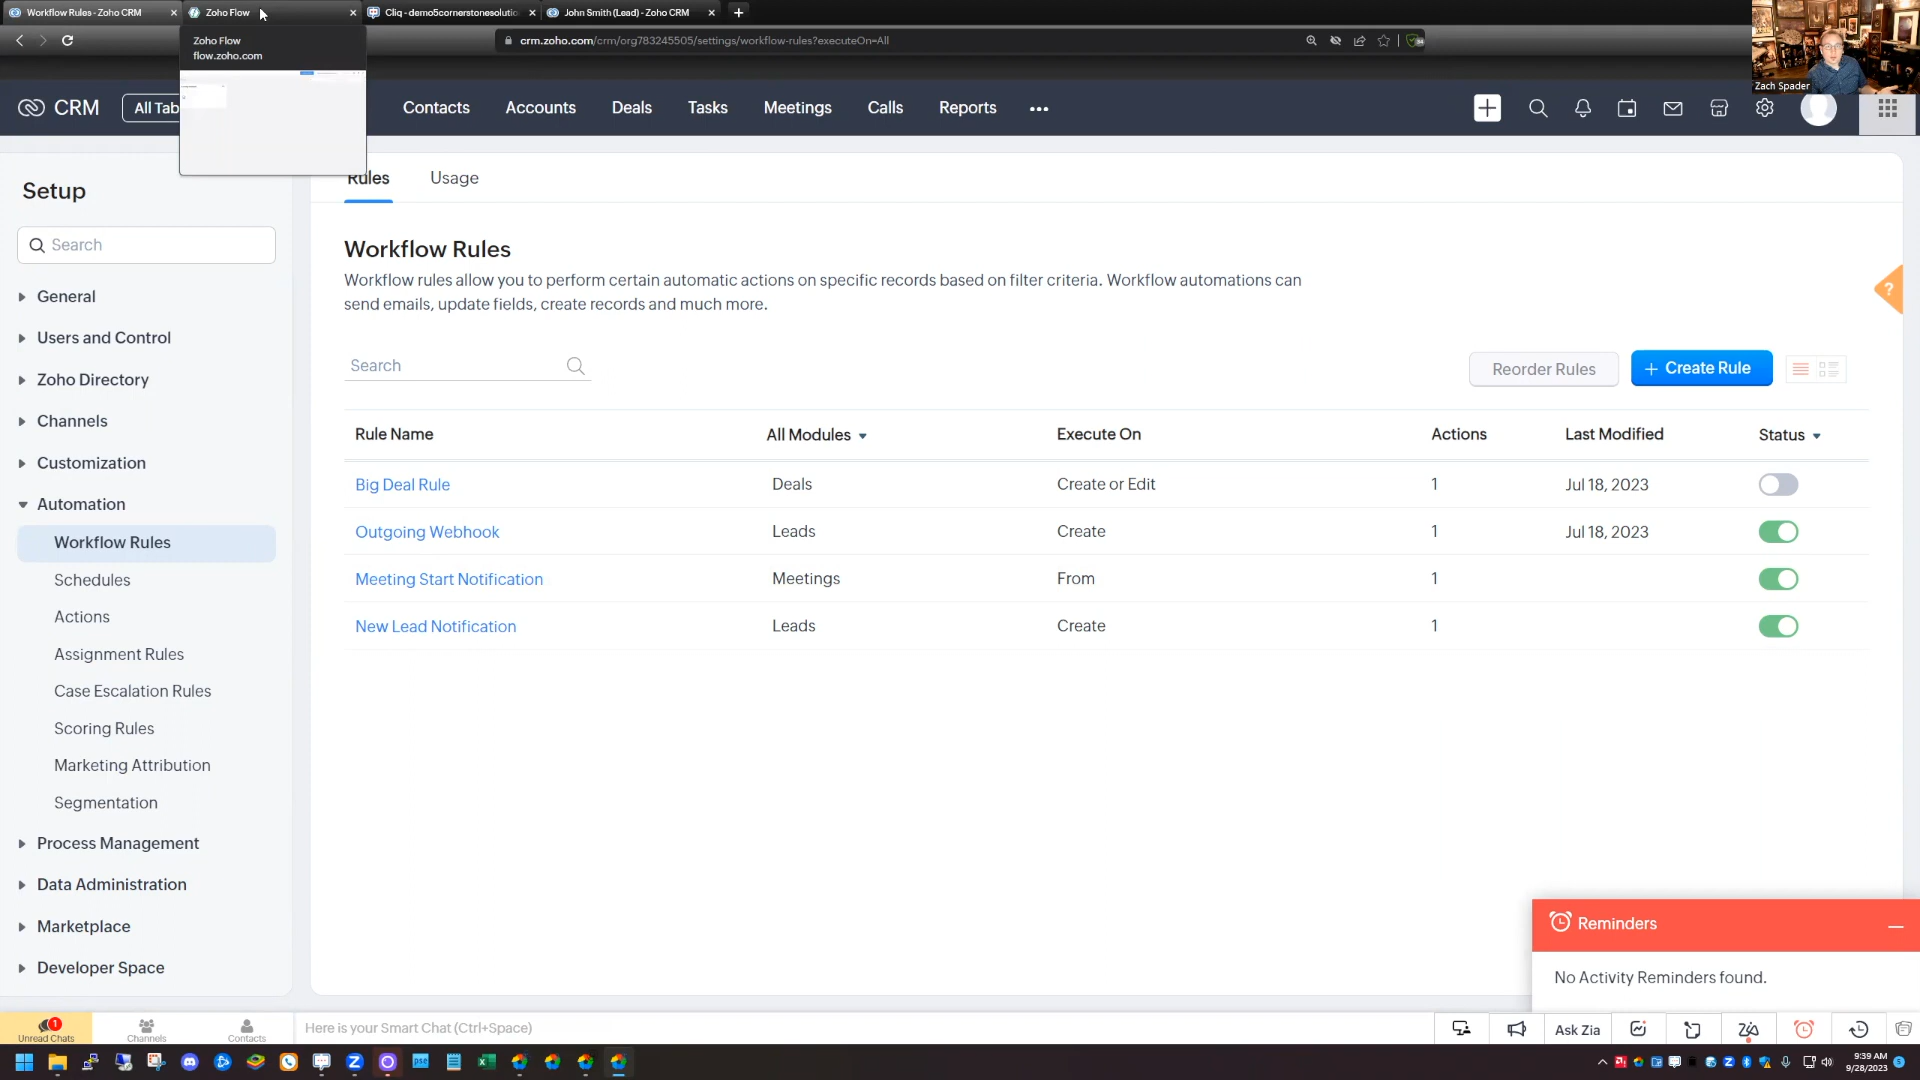 Workflow Rules - Zoho CRM
Zoho Flow
Cliq - demo5cornerstonesolutio
John Smith (Lead) - Zoho CRM
crm.zoho.com/crm/org783245505/settings/workflow-rules?executeOn=All
Zoho Flow
flow.zoho.com
Zach Spader
CRM
All Tab
Contacts
Accounts
Deals
Tasks
Meetings
Calls
Reports
Setup
Search
General
Users and Control
Zoho Directory
Channels
Customization
Automation
Workflow Rules
Schedules
Actions
Assignment Rules
Case Escalation Rules
Scoring Rules
Marketing Attribution
Segmentation
Process Management
Data Administration
Marketplace
Developer Space
Rules
Usage
Workflow Rules
Workflow rules allow you to perform certain automatic actions on specific records based on filter criteria. Workflow automations can
send emails, update fields, create records and much more.
Search
Reorder Rules
+ Create Rule
Rule Name All Modules Execute On Actions Last Modified Status
Big Deal Rule Deals Create or Edit 1 Jul 18, 2023
Outgoing Webhook Leads Create 1 Jul 18, 2023
Meeting Start Notification Meetings From 1
New Lead Notification Leads Create 1
?
Reminders
No Activity Reminders found.
1
Unread Chats
Channels
Contacts
Here is your Smart Chat (Ctrl+Space)
Ask Zia
9:39 AM
9/28/2023